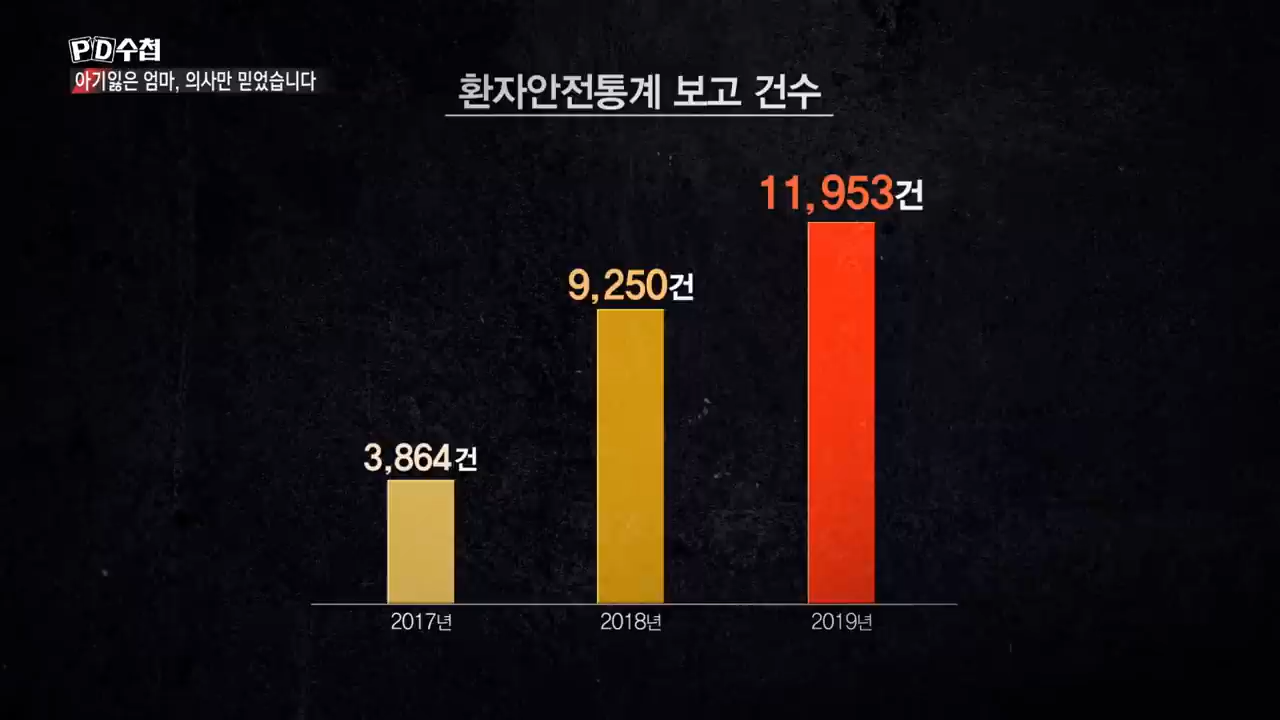 PD수첩
아기잃은 엄마, 의사만 믿었습니다
환자안전통계 보고 건수
11,953건
9,250건
3,864건
2017년
2018년
2019년